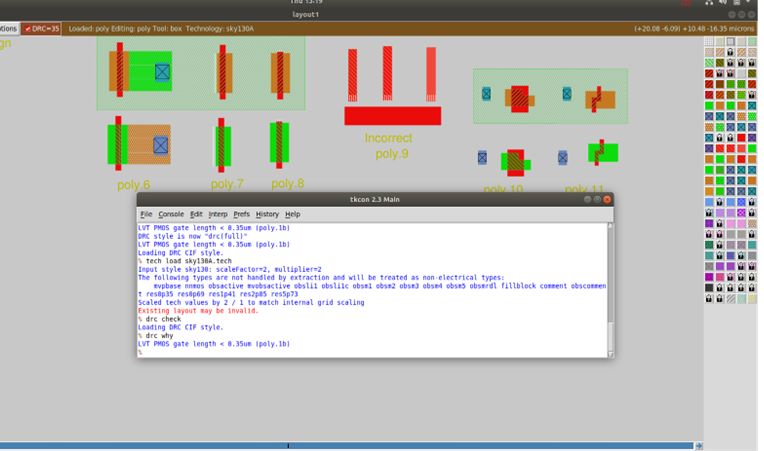 Thu 13:19
layout1
ptions DRC=35 Loaded: poly Editing: poly Tool: box Technology: sky130A (+20.08 -6.09) +10.48 -16.35 microns
gn
Incorrect
poly.9
poly.6 poly.7 poly.8 poly.10 poly.11
tkcon 2.3 Main
File Console Edit Interp Prefs History Help
LVT PMOS gate length < 0.35um (poly.1b)
DRC style is now "drc(full)"
LVT PMOS gate length < 0.35um (poly.1b)
Loading DRC CIF style.
% tech load sky130A.tech
Input style sky130: scaleFactor=2, multiplier=2
The following types are not handled by extraction and will be treated as non-electrical types:
mvpbase nnmos obsactive mvobsactive obsli1 obsli1c obsm1 obsm2 obsm3 obsm4 obsm5 obsmrdl fillblock comment obscommen
t res0p35 res0p69 res1p41 res2p85 res5p73
Scaled tech values by 2 / 1 to match internal grid scaling
Existing layout may be invalid.
% drc check
Loading DRC CIF style.
% drc why
LVT PMOS gate length < 0.35um (poly.1b)
%